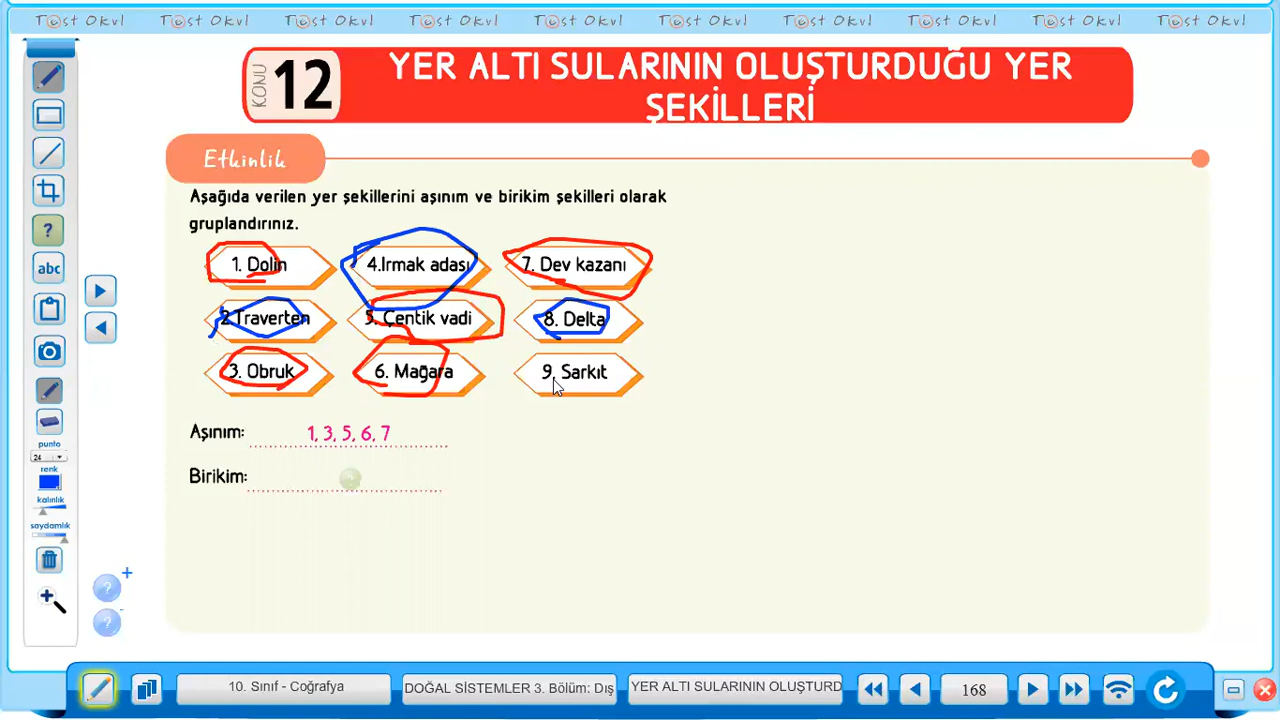 Test Okul Test Okul Test Okul Test Okul Test Okul Test Okul Test Okul Test Okul Test Okul Test Okul
KONU 12
YER ALTI SULARININ OLUŞTURDUĞU YER
ŞEKİLLERİ
Etkinlik
Aşağıda verilen yer şekillerini aşınım ve birikim şekilleri olarak
gruplandırınız.
1. Dolin 4.Irmak adası 7. Dev kazanı
2.Traverten 5. Çentik vadi 8. Delta
3. Obruk 6. Mağara 9. Sarkıt
Aşınım: 1, 3, 5, 6, 7
Birikim:
?
abc
punto
24
renk
kalınlık
saydamlık
? +
? -
10. Sınıf - Coğrafya DOĞAL SİSTEMLER 3. Bölüm: Dış YER ALTI SULARININ OLUŞTURD 168